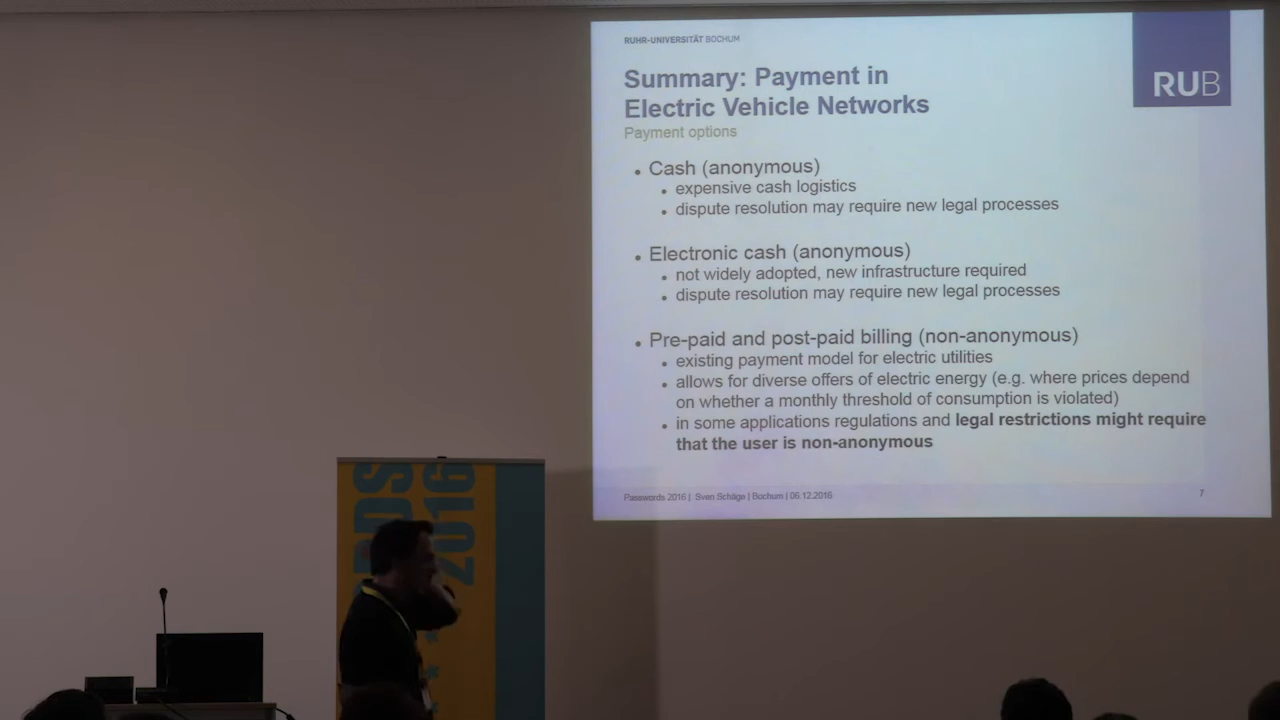 RUHR-UNIVERSITÄT BOCHUM
RUB
Summary: Payment in
Electric Vehicle Networks
Payment options
• Cash (anonymous)
• expensive cash logistics
• dispute resolution may require new legal processes
• Electronic cash (anonymous)
• not widely adopted, new infrastructure required
• dispute resolution may require new legal processes
• Pre-paid and post-paid billing (non-anonymous)
• existing payment model for electric utilities
• allows for diverse offers of electric energy (e.g. where prices depend
on whether a monthly threshold of consumption is violated)
• in some applications regulations and legal restrictions might require
that the user is non-anonymous
Passwords 2016 | Sven Schäge | Bochum | 06.12.2016
7
2016